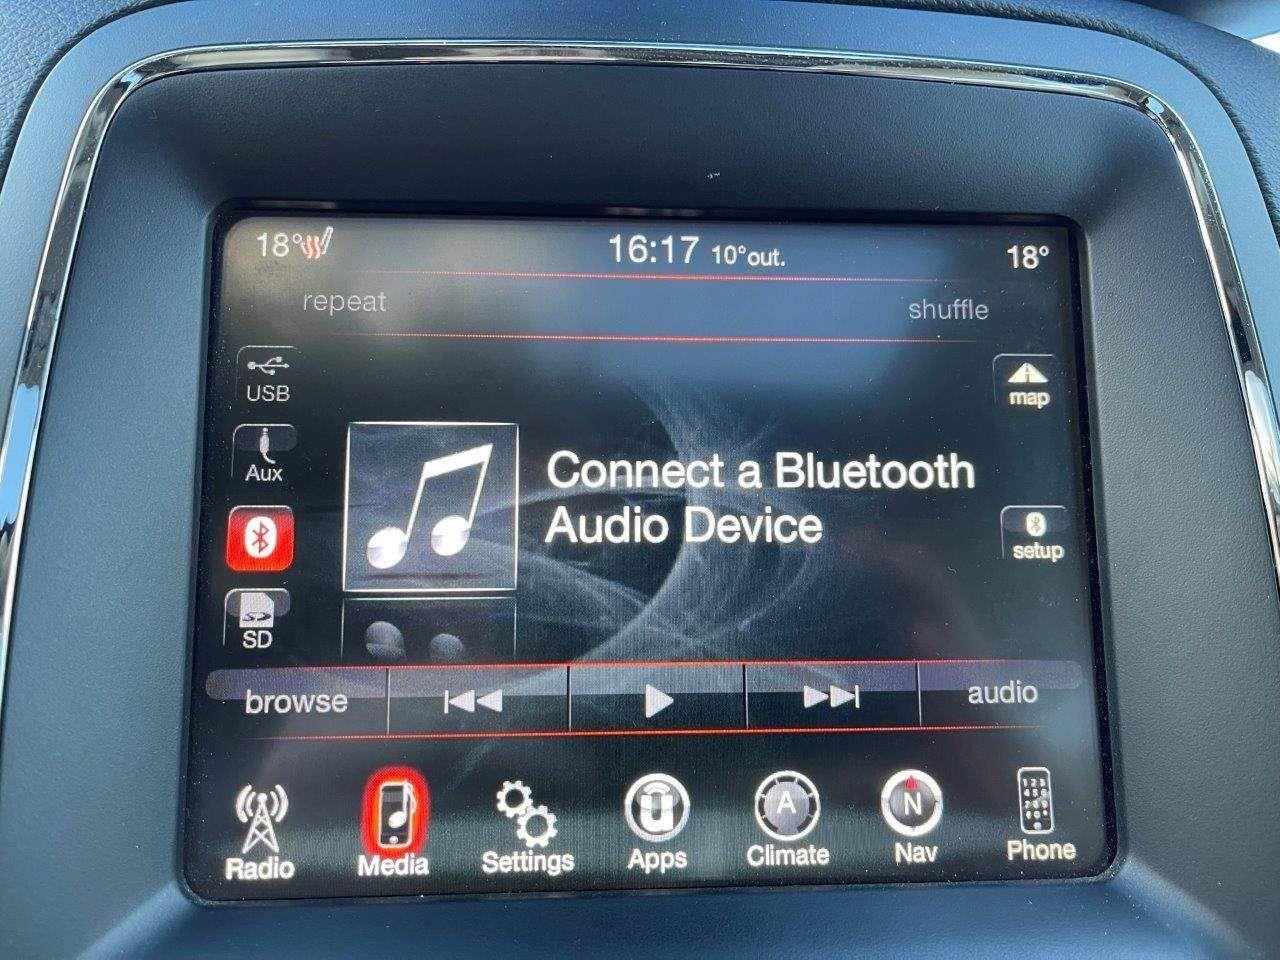 18°
16:17 10°out.
18°
repeat
shuffle
USB
map
Aux
Connect a Bluetooth
Audio Device
setup
SD
browse
audio
A
N
Radio
Media
Settings
Apps
Climate
Nav
Phone